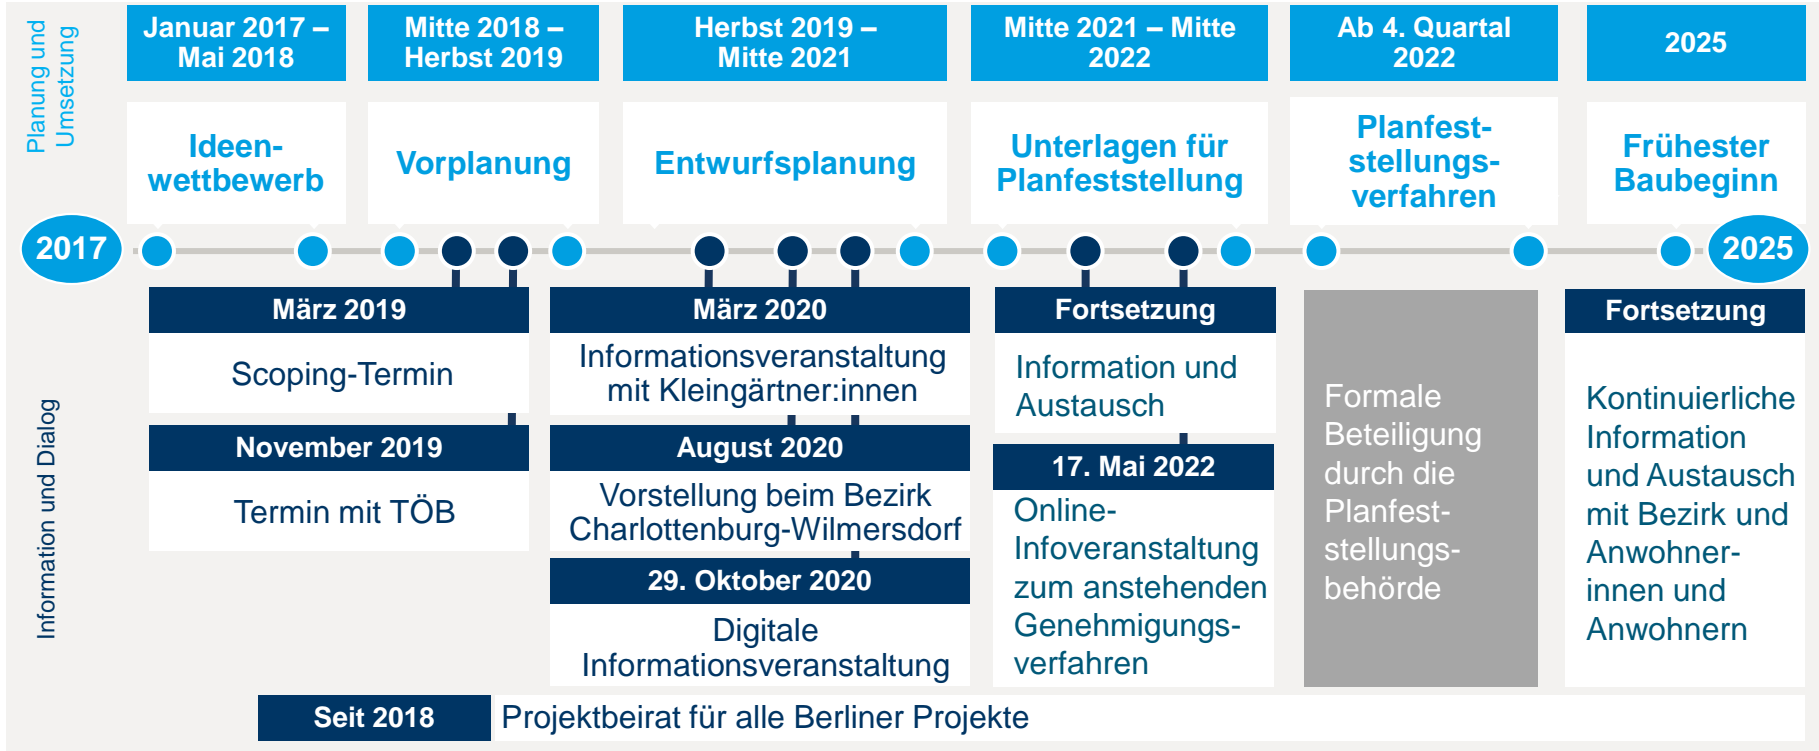 Planung und
Umsetzung
Januar 2017 –
Mai 2018
Mitte 2018 –
Herbst 2019
Herbst 2019 –
Mitte 2021
Mitte 2021 – Mitte
2022
Ab 4. Quartal
2022
2025
Ideen-
wettbewerb
Vorplanung
Entwurfsplanung
Unterlagen für
Planfeststellung
Planfest-
stellungs-
verfahren
Frühester
Baubeginn
2017
2025
Information und Dialog
März 2019
Scoping-Termin
November 2019
Termin mit TÖB
März 2020
Informationsveranstaltung
mit Kleingärtner:innen
August 2020
Vorstellung beim Bezirk
Charlottenburg-Wilmersdorf
29. Oktober 2020
Digitale
Informationsveranstaltung
Fortsetzung
Information und
Austausch
17. Mai 2022
Online-
Infoveranstaltung
zum anstehenden
Genehmigungs-
verfahren
Formale
Beteiligung
durch die
Planfest-
stellungs-
behörde
Fortsetzung
Kontinuierliche
Information
und Austausch
mit Bezirk und
Anwohner-
innen und
Anwohnern
Seit 2018
Projektbeirat für alle Berliner Projekte